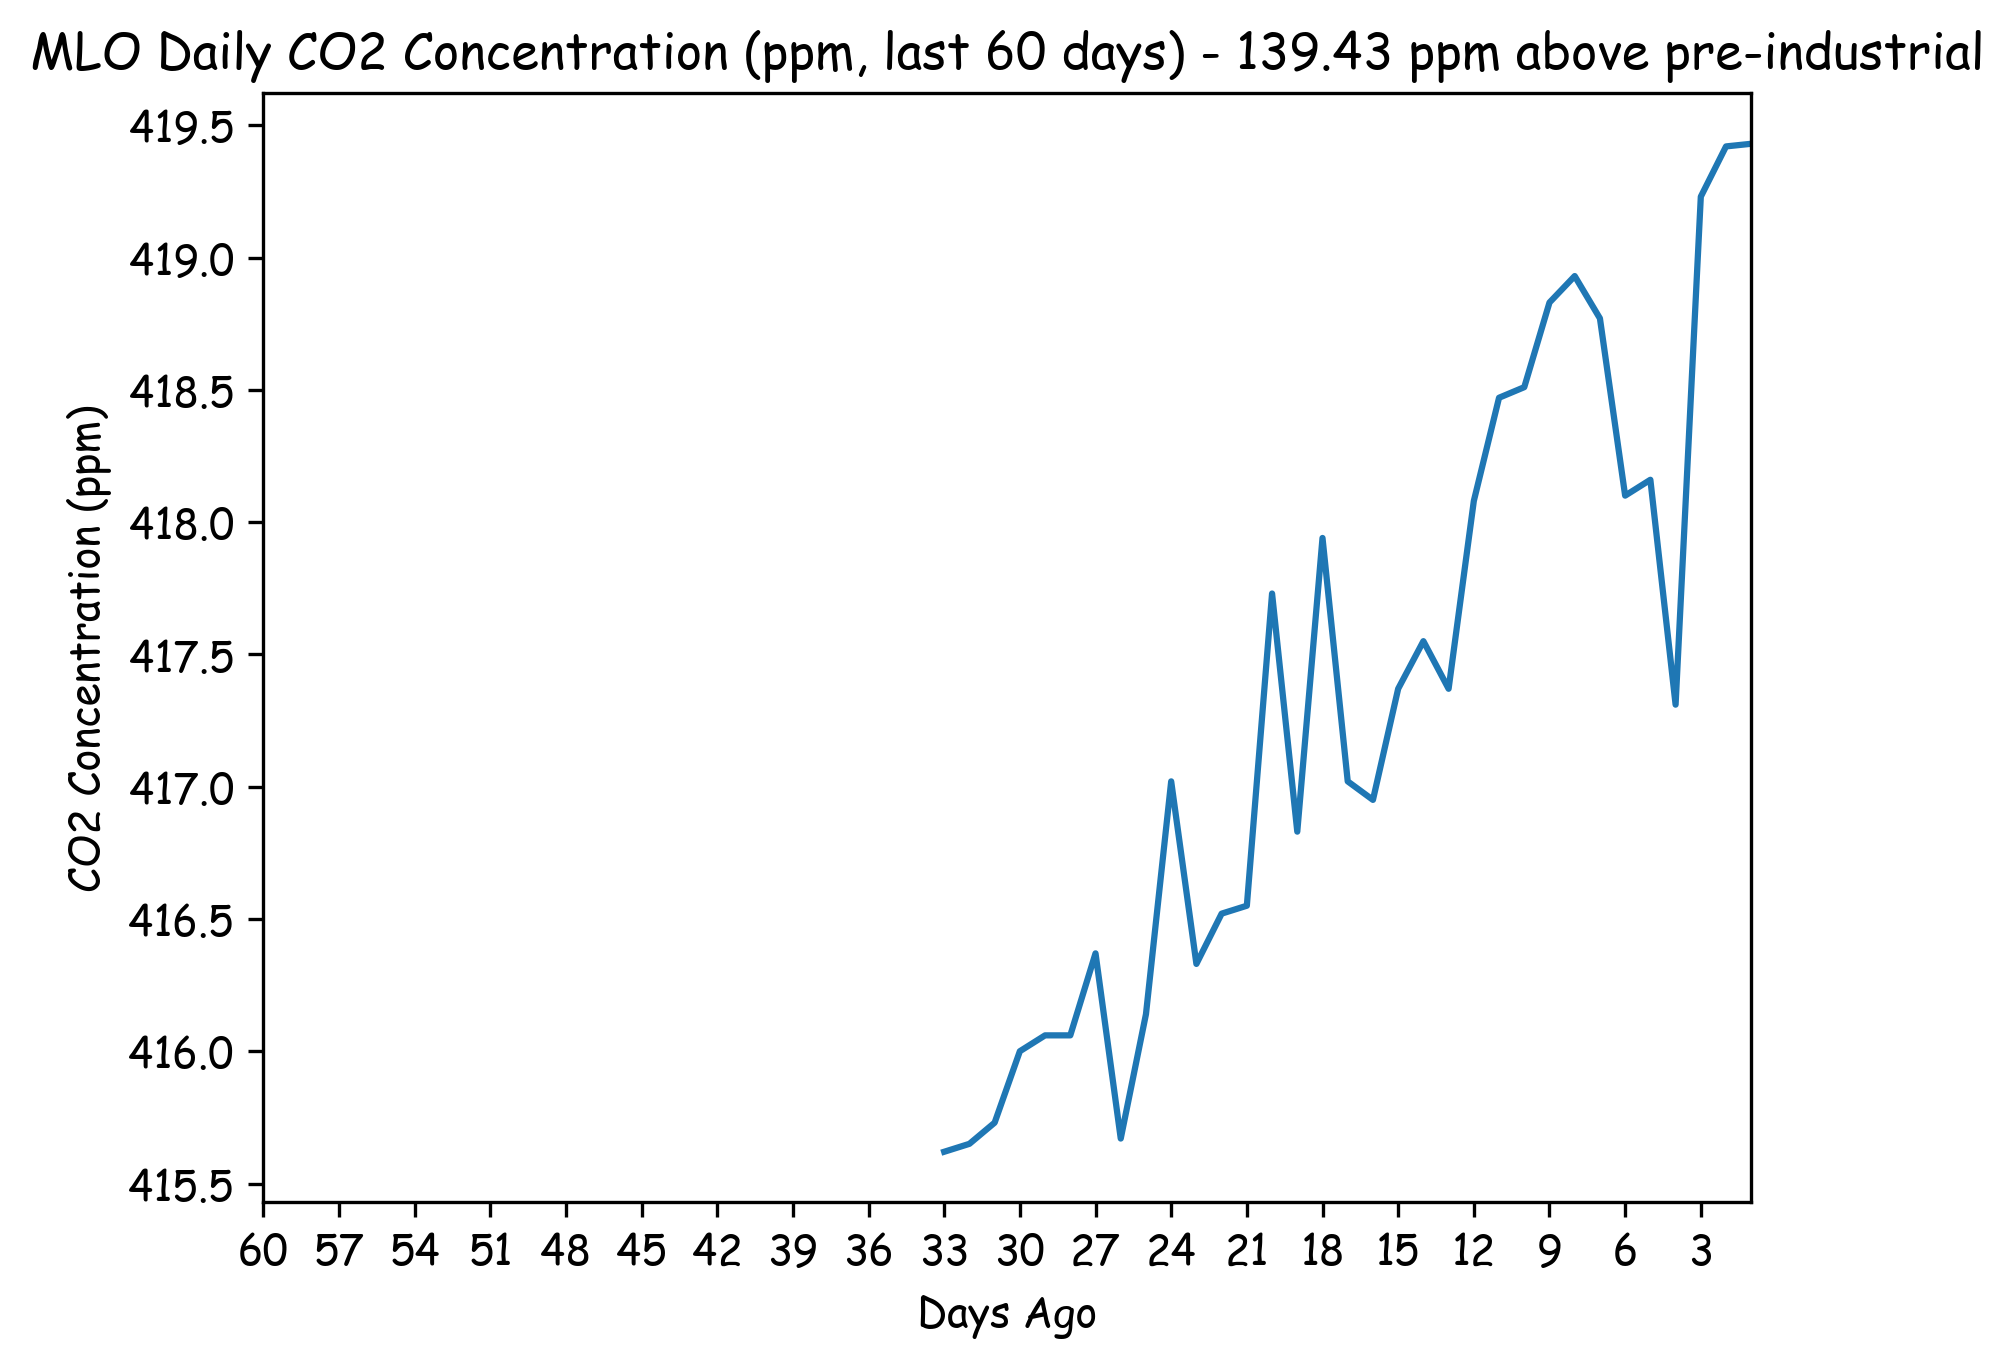 MLO Daily CO2 Concentration (ppm, last 60 days) - 139.43 ppm above pre-industrial
419.5
419.0
418.5
418.0
417.5
417.0
416.5
416.0
415.5
CO2 Concentration (ppm)
60 57 54 51 48 45 42 39 36 33 30 27 24 21 18 15 12 9 6 3
Days Ago